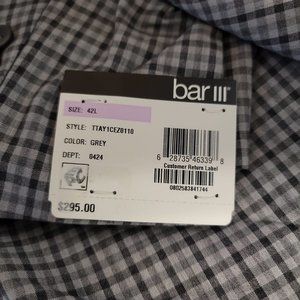 bar III
SIZE: 42L
STYLE: TTAY1CEZ0110
COLOR: GREY
DEPT: 0424
6 28735 46339 8
Customer Return Label
0802583841744
$295.00